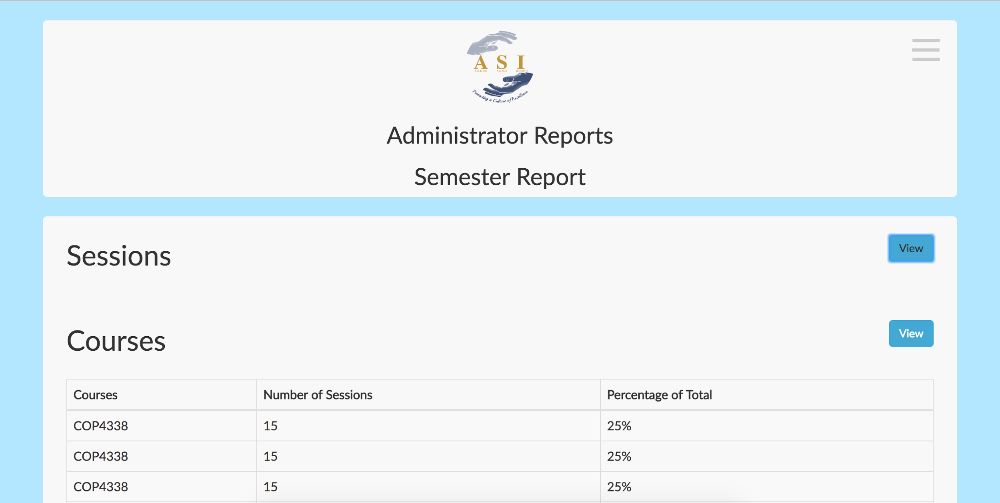 A S I
Academic Success Initiative
Promoting a Culture of Excellence
Administrator Reports
Semester Report
Sessions
View
Courses
View
Courses Number of Sessions Percentage of Total
COP4338 15 25%
COP4338 15 25%
COP4338 15 25%